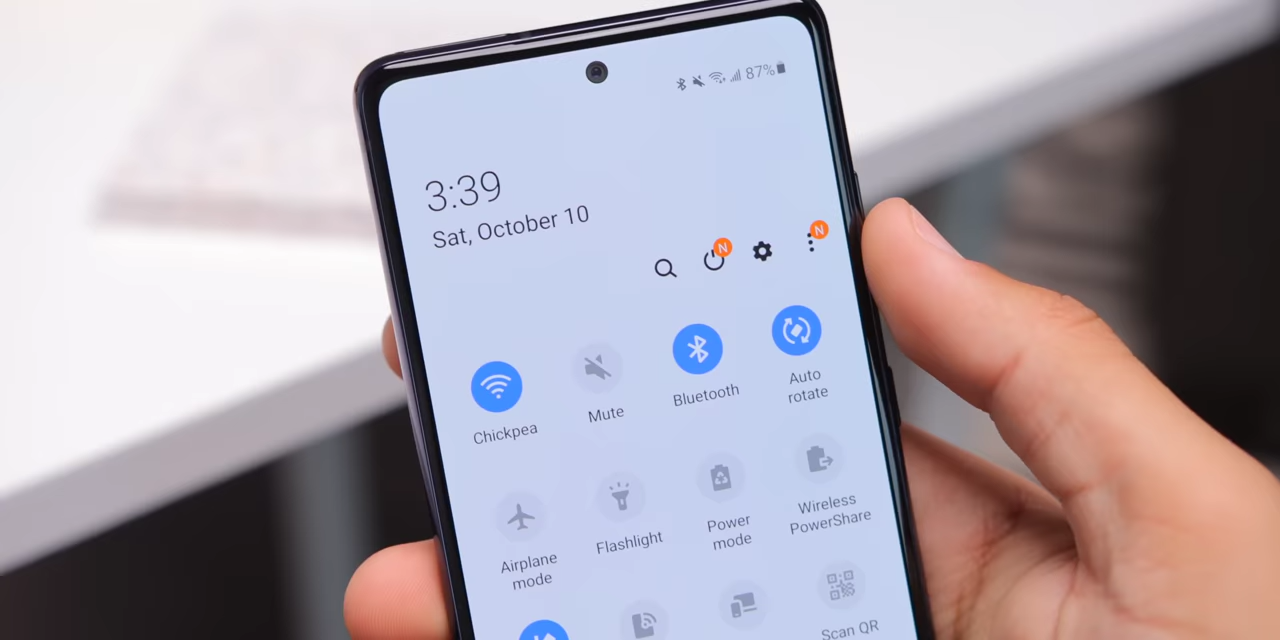 87%
3:39
Sat, October 10
N
N
Chickpea
Mute
Bluetooth
Auto
rotate
Airplane
mode
Flashlight
Power
mode
Wireless
PowerShare
Scan QR